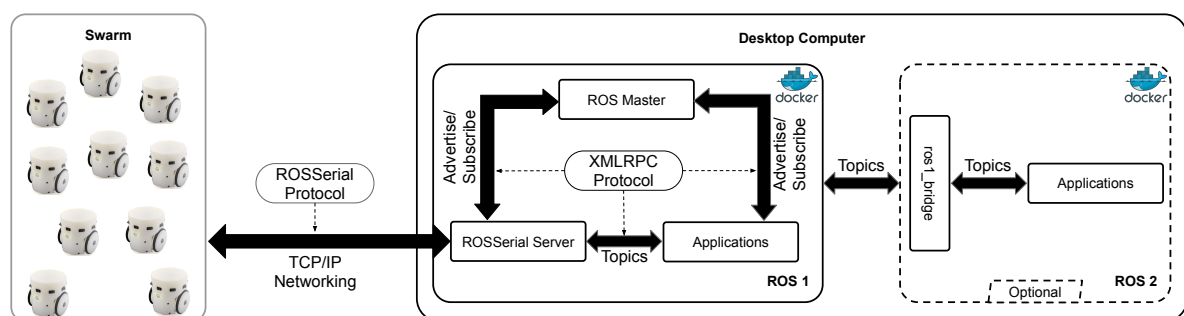 Swarm
Desktop Computer
docker
docker
ROS Master
Advertise/
Subscribe
Advertise/
Subscribe
XMLRPC
Protocol
ROSSerial
Protocol
TCP/IP
Networking
ROSSerial Server
Topics
Applications
ROS 1
Topics
ros1_bridge
Topics
Applications
Optional
ROS 2